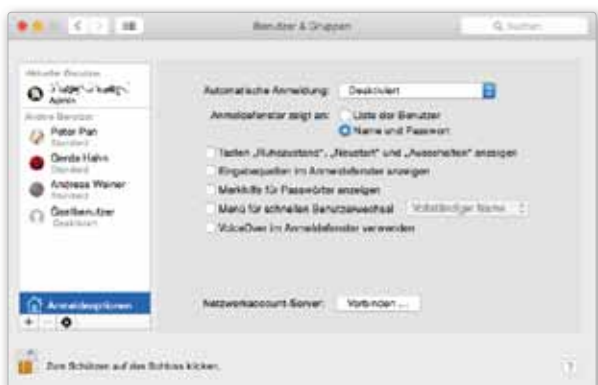 Benutzer & Gruppen
Suchen
Aktueller Benutzer
Admin
Andere Benutzer
Peter Pan
Standard
Gerda Hahn
Standard
Andreas Weiner
Standard
Gastbenutzer
Deaktiviert
Anmeldeoptionen
Automatische Anmeldung: Deaktiviert
Anmeldefenster zeigt an: Liste der Benutzer
Name und Passwort
Tasten „Ruhezustand“, „Neustart“ und „Ausschalten“ anzeigen
Eingabequellen im Anmeldefenster anzeigen
Merkhilfe für Passwörter anzeigen
Menü für schnellen Benutzerwechsel Vollständiger Name
VoiceOver im Anmeldefenster verwenden
Netzwerkaccount-Server: Verbinden ...
Zum Schützen auf das Schloss klicken.
?